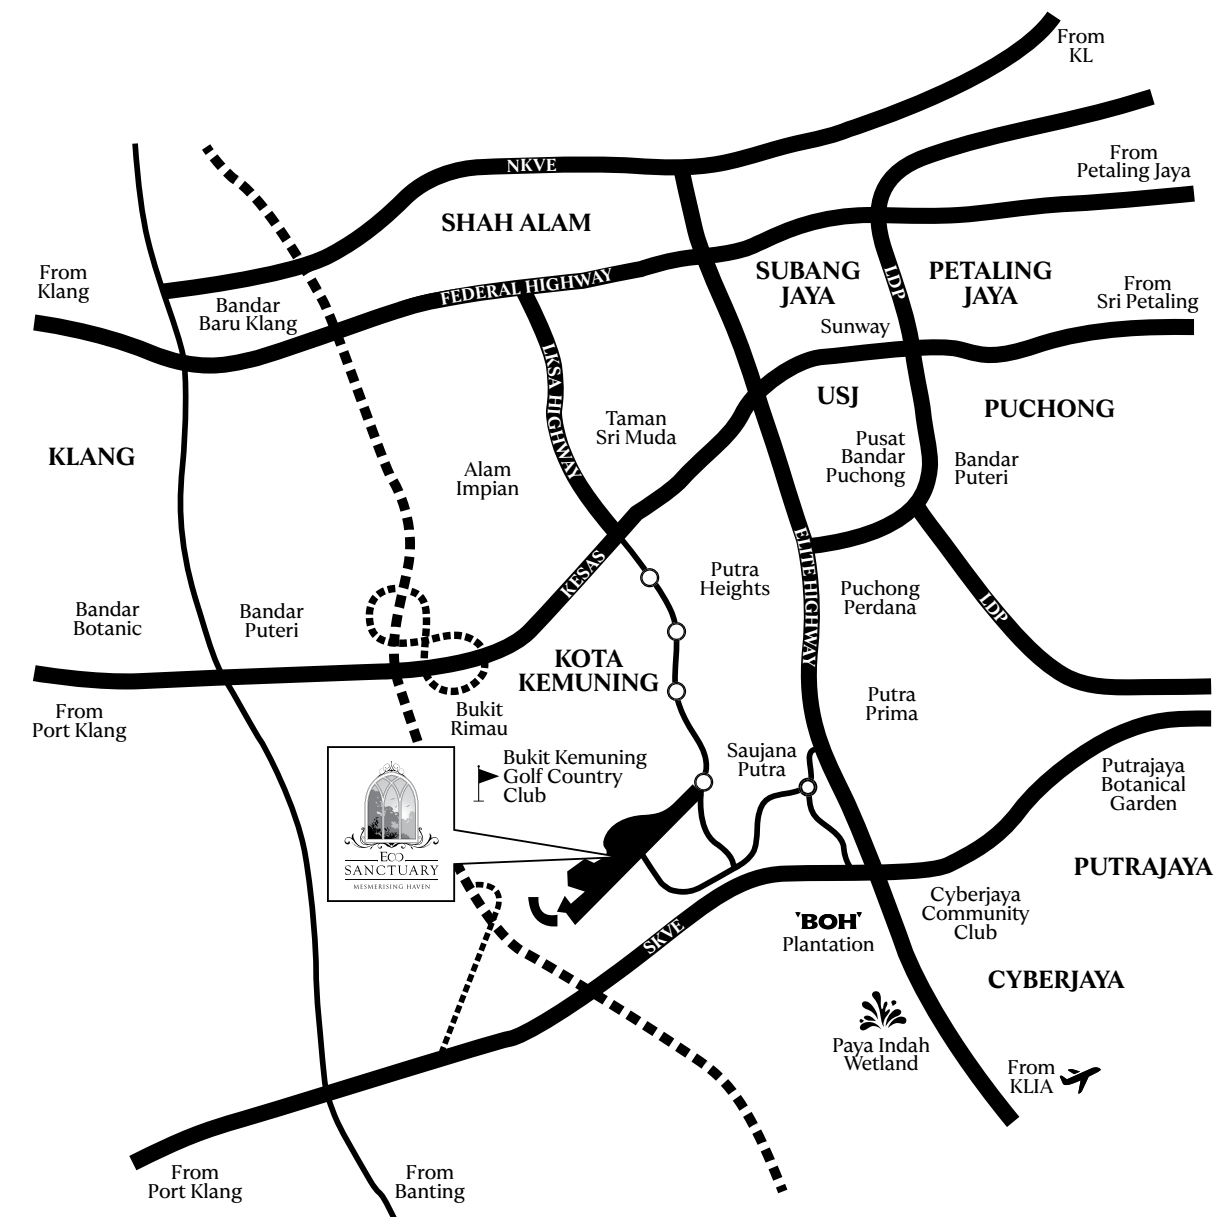 From
KL
NKVE
From
Petaling Jaya
SHAH ALAM
From
Klang
Bandar
Baru Klang
FEDERAL HIGHWAY
SUBANG
JAYA
LDP
PETALING
JAYA
From
Sri Petaling
Sunway
LKSA HIGHWAY
USJ
PUCHONG
Taman
Sri Muda
KLANG
Alam
Impian
Pusat
Bandar
Puchong
Bandar
Puteri
KESAS
ELITE HIGHWAY
Putra
Heights
Puchong
Perdana
LDP
Bandar
Botanic
Bandar
Puteri
KOTA
KEMUNING
Putra
Prima
From
Port Klang
Bukit
Rimau
Bukit Kemuning
Golf Country
Club
Saujana
Putra
Putrajaya
Botanical
Garden
ECO
SANCTUARY
MESMERISING HAVEN
PUTRAJAYA
Cyberjaya
Community
Club
'BOH'
Plantation
SKVE
CYBERJAYA
Paya Indah
Wetland
From
KLIA
From
Port Klang
From
Banting